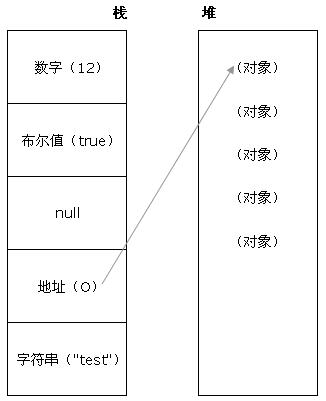 栈
堆
数字（12）
布尔值（true）
null
地址（O）
字符串（"test"）
（对象）
（对象）
（对象）
（对象）
（对象）